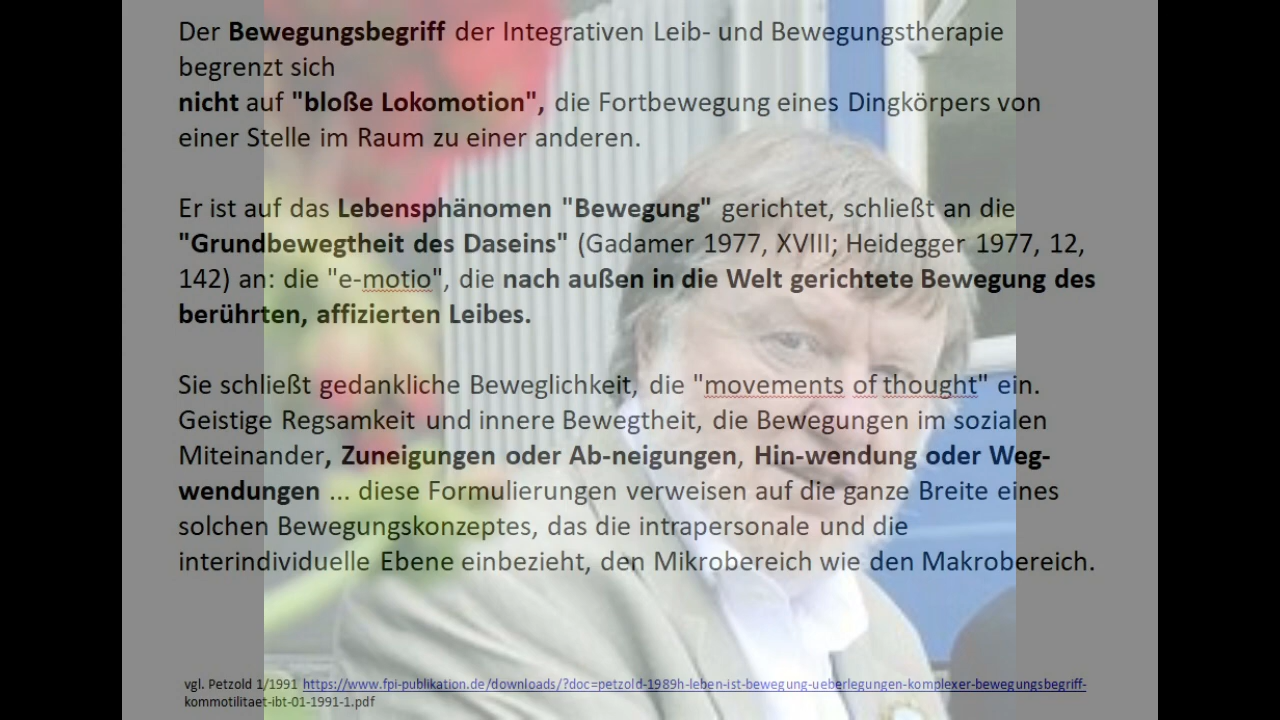 Der Bewegungsbegriff der Integrativen Leib- und Bewegungstherapie
begrenzt sich
nicht auf "bloße Lokomotion", die Fortbewegung eines Dingkörpers von
einer Stelle im Raum zu einer anderen.
Er ist auf das Lebensphänomen "Bewegung" gerichtet, schließt an die
"Grundbewegtheit des Daseins" (Gadamer 1977, XVIII; Heidegger 1977, 12,
142) an: die "e-motio", die nach außen in die Welt gerichtete Bewegung des
berührten, affizierten Leibes.
Sie schließt gedankliche Beweglichkeit, die "movements of thought" ein.
Geistige Regsamkeit und innere Bewegtheit, die Bewegungen im sozialen
Miteinander, Zuneigungen oder Ab-neigungen, Hin-wendung oder Weg-
wendungen ... diese Formulierungen verweisen auf die ganze Breite eines
solchen Bewegungskonzeptes, das die intrapersonale und die
interindividuelle Ebene einbezieht, den Mikrobereich wie den Makrobereich.
vgl. Petzold 1/1991 https://www.fpi-publikation.de/downloads/?doc=petzold-1989h-leben-ist-bewegung-ueberlegungen-komplexer-bewegungsbegriff-
kommotilitaet-ibt-01-1991-1.pdf